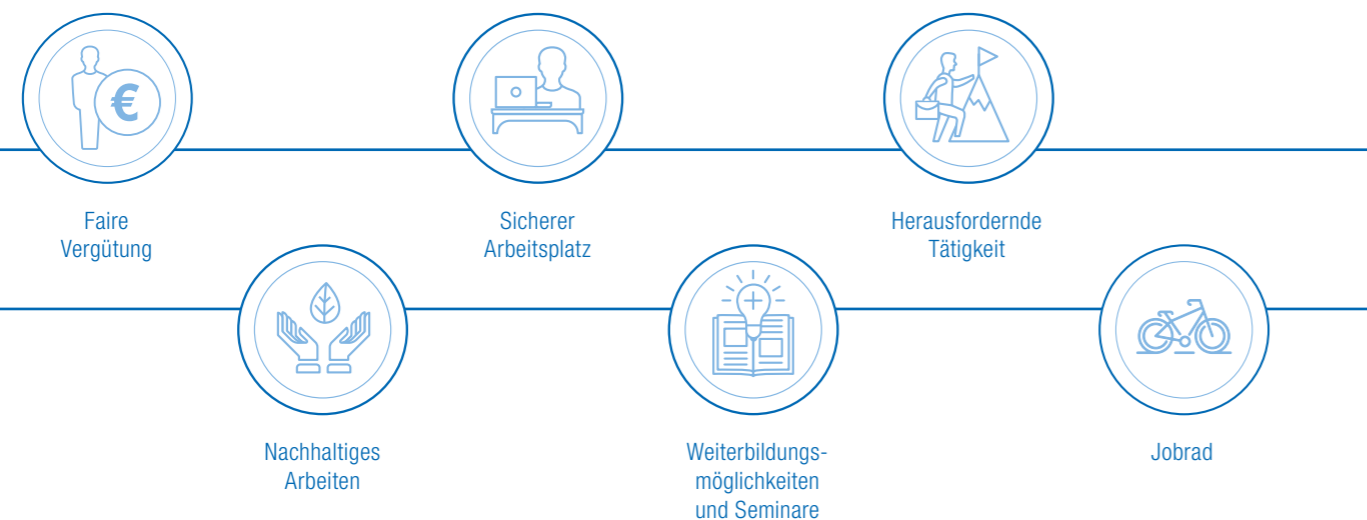 €
Faire
Vergütung
Sicherer
Arbeitsplatz
Herausfordernde
Tätigkeit
Nachhaltiges
Arbeiten
Weiterbildungs-
möglichkeiten
und Seminare
Jobrad